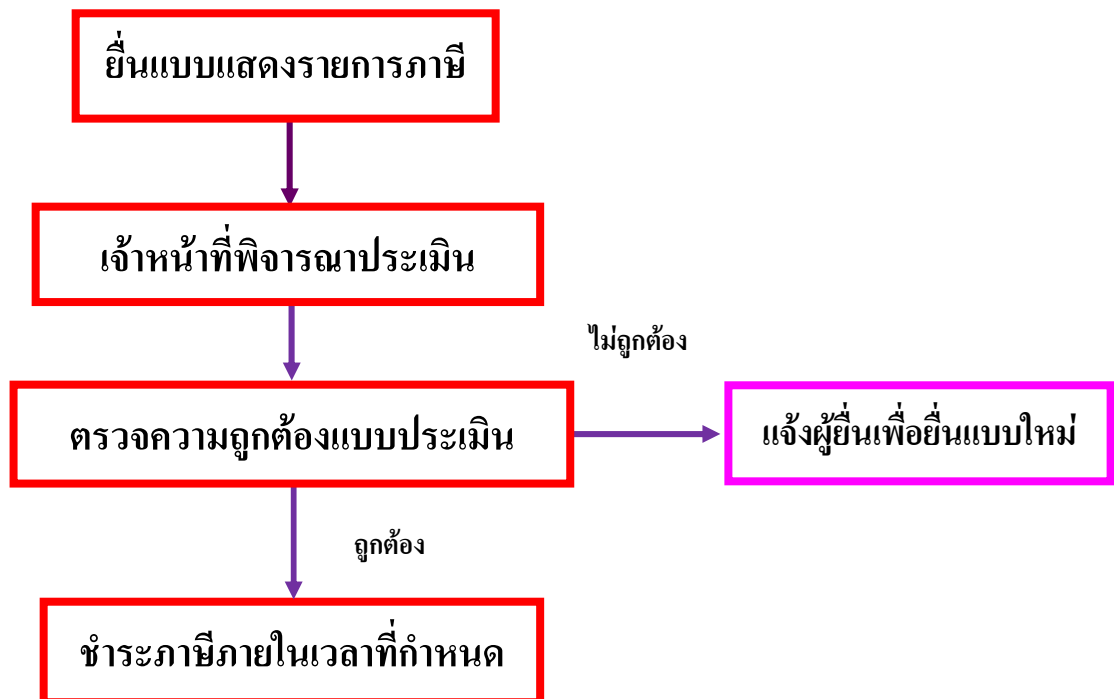 ยื่นแบบแสดงรายการภาษี
เจ้าหน้าที่พิจารณาประเมิน
ไม่ถูกต้อง
ตรวจความถูกต้องแบบประเมิน
แจ้งผู้ยื่นเพื่อยื่นแบบใหม่
ถูกต้อง
ชำระภาษีภายในเวลาที่กำหนด